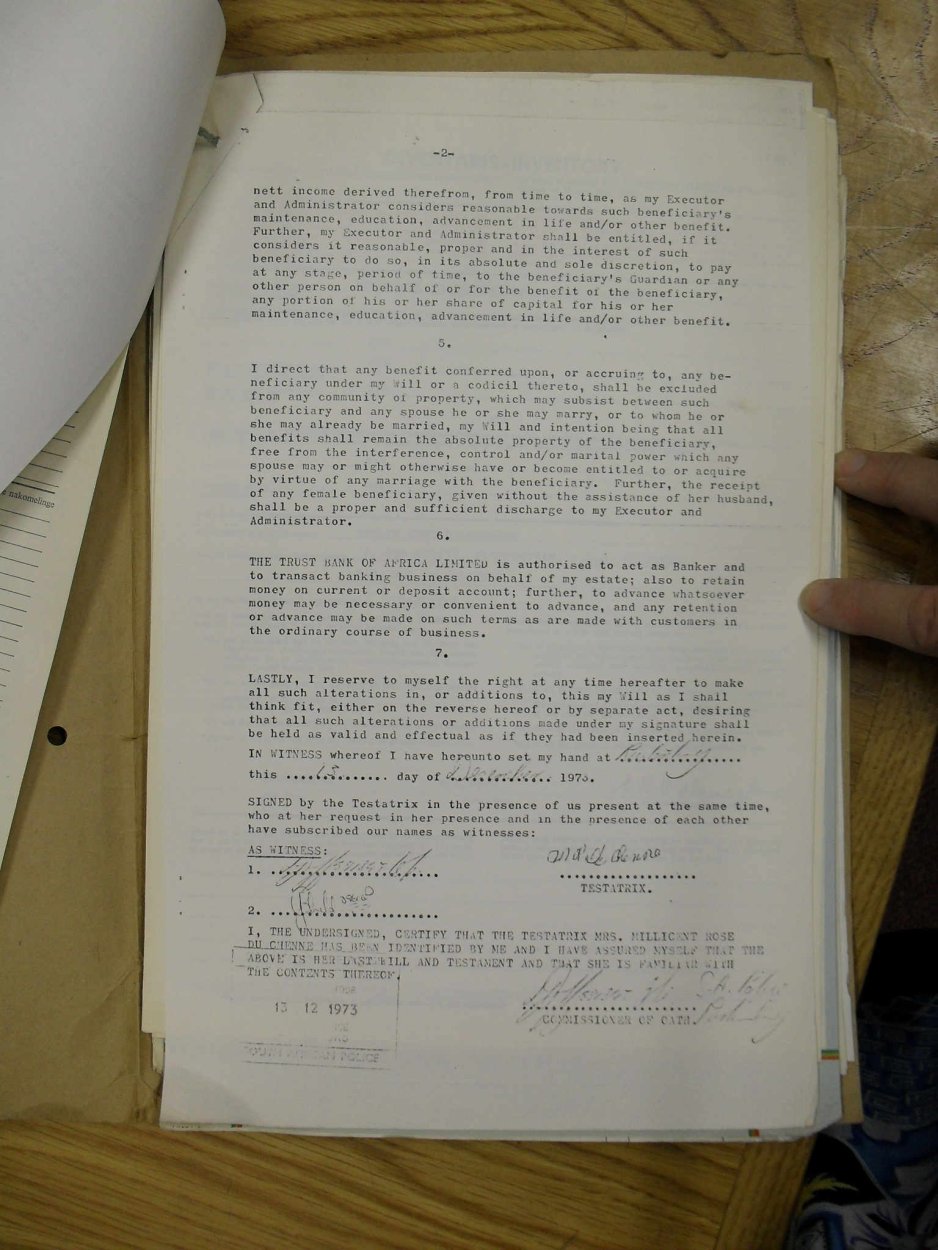 -2-
nett income derived therefrom, from time to time, as my Executor
and Administrator considers reasonable towards such beneficiary's
maintenance, education, advancement in life and/or other benefit.
Further, my Executor and Administrator shall be entitled, if it
considers it reasonable, proper and in the interest of such
beneficiary to do so, in its absolute and sole discretion, to pay
at any stage, period of time, to the beneficiary's Guardian or any
other person on behalf of or for the benefit of the beneficiary,
any portion of his or her share of capital for his or her
maintenance, education, advancement in life and/or other benefit.
5.
I direct that any benefit conferred upon, or accruing to, any be-
neficiary under my Will or a codicil thereto, shall be excluded
from any community of property, which may subsist between such
beneficiary and any spouse he or she may marry, or to whom he or
she may already be married, my Will and intention being that all
benefits shall remain the absolute property of the beneficiary,
free from the interference, control and/or marital power which any
spouse may or might otherwise have or become entitled to or acquire
by virtue of any marriage with the beneficiary. Further, the receipt
of any female beneficiary, given without the assistance of her husband,
shall be a proper and sufficient discharge to my Executor and
Administrator.
6.
THE TRUST BANK OF AFRICA LIMITED is authorised to act as Banker and
to transact banking business on behalf of my estate; also to retain
money on current or deposit account; further, to advance whatsoever
money may be necessary or convenient to advance, and any retention
or advance may be made on such terms as are made with customers in
the ordinary course of business.
7.
LASTLY, I reserve to myself the right at any time hereafter to make
all such alterations in, or additions to, this my Will as I shall
think fit, either on the reverse hereof or by separate act, desiring
that all such alterations or additions made under my signature shall
be held as valid and effectual as if they had been inserted herein.
IN WITNESS whereof I have hereunto set my hand at
this 13 day of December 1973.
SIGNED by the Testatrix in the presence of us present at the same time,
who at her request in her presence and in the presence of each other
have subscribed our names as witnesses:
AS WITNESS:
1.
TESTATRIX.
2.
I, THE UNDERSIGNED, CERTIFY THAT THE TESTATRIX MRS. MILLICENT ROSE
DU CHENNE HAS BEEN IDENTIFIED BY ME AND I HAVE ASSURED MYSELF THAT THE
ABOVE IS HER LAST WILL AND TESTAMENT AND THAT SHE IS FAMILIAR WITH
THE CONTENTS THEREOF.
13 12 1973
COMMISSIONER OF OATH
SOUTH AFRICAN POLICE
nakomelinge